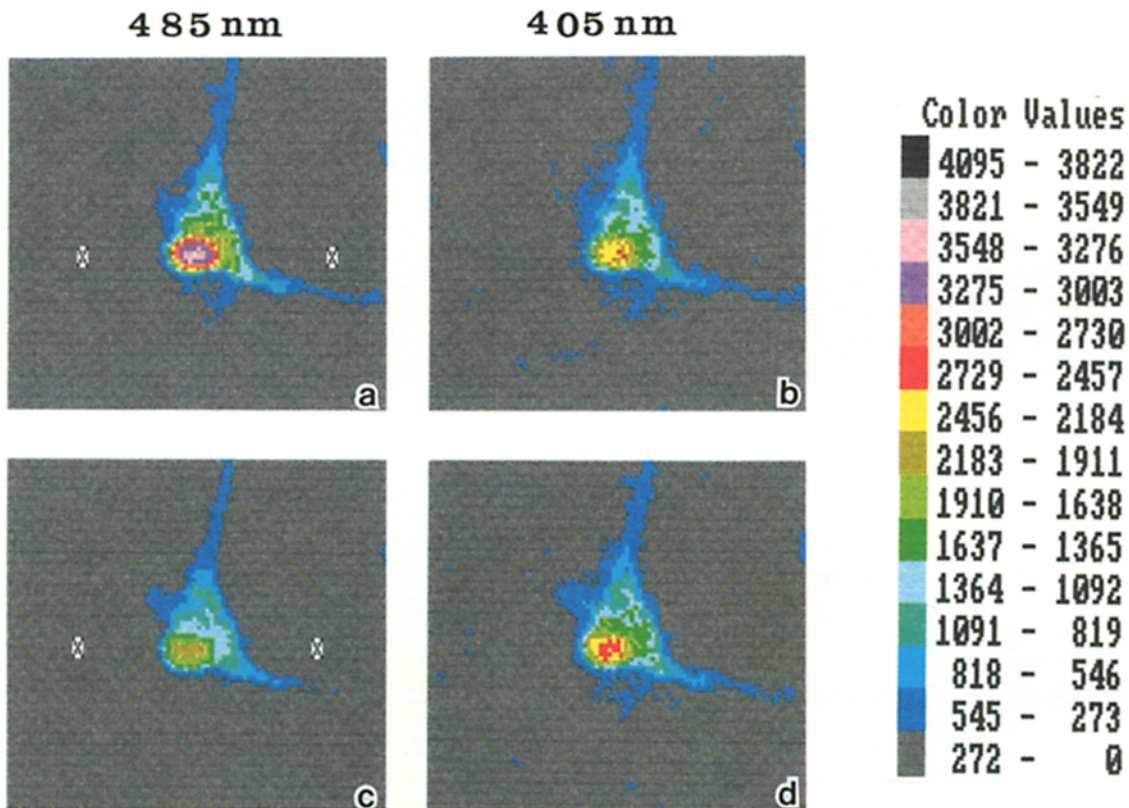 485 nm
405 nm
a
b
c
d
Color Values
4095 - 3822
3821 - 3549
3548 - 3276
3275 - 3003
3002 - 2730
2729 - 2457
2456 - 2184
2183 - 1911
1910 - 1638
1637 - 1365
1364 - 1092
1091 - 819
818 - 546
545 - 273
272 - 0